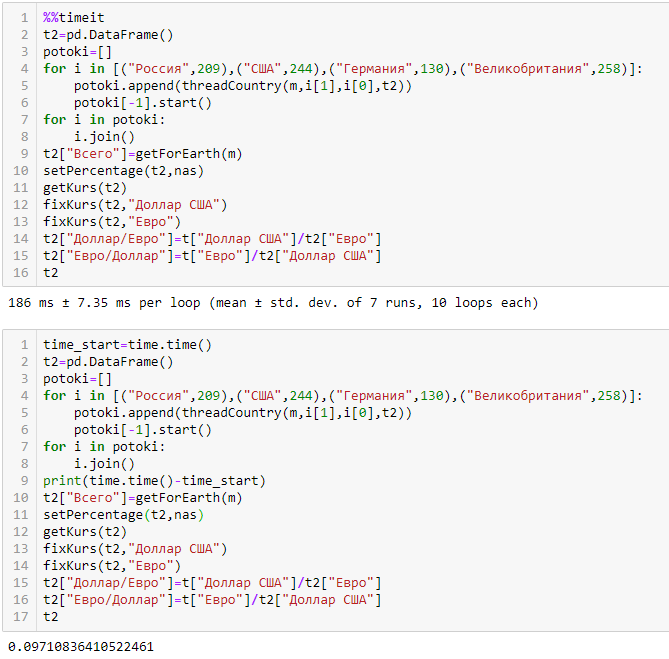 1 %%timeit
2 t2=pd.DataFrame()
3 potoki=[]
4 for i in [("Россия",209),("США",244),("Германия",130),("Великобритания",258)]:
5     potoki.append(threadCountry(m,i[1],i[0],t2))
6     potoki[-1].start()
7 for i in potoki:
8     i.join()
9 t2["Всего"]=getForEarth(m)
10 setPercentage(t2,nas)
11 getKurs(t2)
12 fixKurs(t2,"Доллар США")
13 fixKurs(t2,"Евро")
14 t2["Доллар/Евро"]=t["Доллар США"]/t2["Евро"]
15 t2["Евро/Доллар"]=t["Евро"]/t2["Доллар США"]
16 t2
186 ms ± 7.35 ms per loop (mean ± std. dev. of 7 runs, 10 loops each)
1 time_start=time.time()
2 t2=pd.DataFrame()
3 potoki=[]
4 for i in [("Россия",209),("США",244),("Германия",130),("Великобритания",258)]:
5     potoki.append(threadCountry(m,i[1],i[0],t2))
6     potoki[-1].start()
7 for i in potoki:
8     i.join()
9 print(time.time()-time_start)
10 t2["Всего"]=getForEarth(m)
11 setPercentage(t2,nas)
12 getKurs(t2)
13 fixKurs(t2,"Доллар США")
14 fixKurs(t2,"Евро")
15 t2["Доллар/Евро"]=t["Доллар США"]/t2["Евро"]
16 t2["Евро/Доллар"]=t["Евро"]/t2["Доллар США"]
17 t2
0.09710836410522461